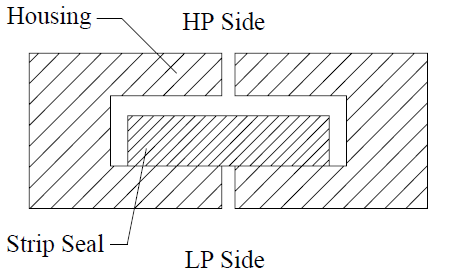 Housing
HP Side
Strip Seal
LP Side